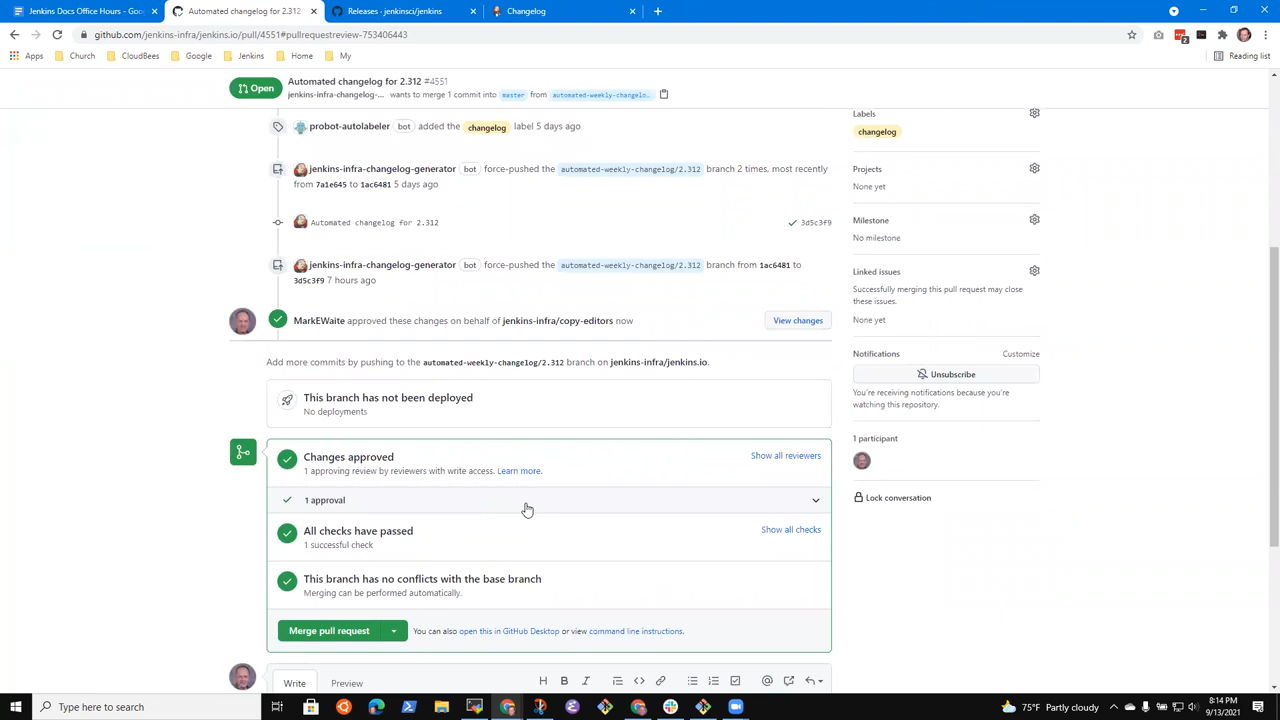 Jenkins Docs Office Hours - Goo
Automated changelog for 2.312
Releases · jenkinsci/jenkins
Changelog
github.com/jenkins-infra/jenkins.io/pull/4551#pullrequestreview-753406443
Apps
Church
CloudBees
Google
Jenkins
Home
My
Reading list
Open
Automated changelog for 2.312 #4551
jenkins-infra-changelog-... wants to merge 1 commit into master from automated-weekly-changelo...
probot-autolabeler bot added the changelog label 5 days ago
jenkins-infra-changelog-generator bot force-pushed the automated-weekly-changelog/2.312 branch 2 times, most recently
from 7a1e645 to 1ac6481 5 days ago
Automated changelog for 2.312 3d5c3f9
jenkins-infra-changelog-generator bot force-pushed the automated-weekly-changelog/2.312 branch from 1ac6481 to
3d5c3f9 7 hours ago
MarkEWaite approved these changes on behalf of jenkins-infra/copy-editors now
View changes
Add more commits by pushing to the automated-weekly-changelog/2.312 branch on jenkins-infra/jenkins.io.
This branch has not been deployed
No deployments
Changes approved
Show all reviewers
1 approving review by reviewers with write access. Learn more.
1 approval
All checks have passed
Show all checks
1 successful check
This branch has no conflicts with the base branch
Merging can be performed automatically.
Merge pull request
You can also open this in GitHub Desktop or view command line instructions.
Write
Preview
Labels
changelog
Projects
None yet
Milestone
No milestone
Linked issues
Successfully merging this pull request may close
these issues.
None yet
Notifications
Customize
Unsubscribe
You're receiving notifications because you're
watching this repository.
1 participant
Lock conversation
Type here to search
75°F Partly cloudy
8:14 PM
9/13/2021